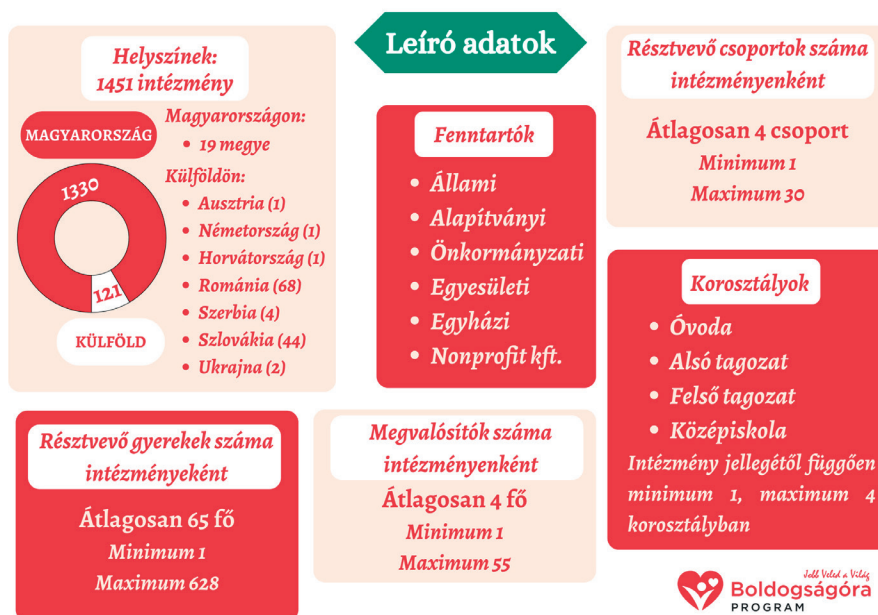 Leíró adatok
Helyszínek:
1451 intézmény
MAGYARORSZÁG
1330
121
KÜLFÖLD
Magyarországon:
• 19 megye
Külföldön:
• Ausztria (1)
• Németország (1)
• Horvátország (1)
• Románia (68)
• Szerbia (4)
• Szlovákia (44)
• Ukrajna (2)
Fenntartók
• Állami
• Alapítványi
• Önkormányzati
• Egyesületi
• Egyházi
• Nonprofit kft.
Résztvevő csoportok száma
intézményenként
Átlagosan 4 csoport
Minimum 1
Maximum 30
Korosztályok
• Óvoda
• Alsó tagozat
• Felső tagozat
• Középiskola
Intézmény jellegétől függően
minimum 1, maximum 4
korosztályban
Résztvevő gyerekek száma
intézményeként
Átlagosan 65 fő
Minimum 1
Maximum 628
Megvalósítók száma
intézményenként
Átlagosan 4 fő
Minimum 1
Maximum 55
Jobb Veled a Világ
Boldogságóra
PROGRAM